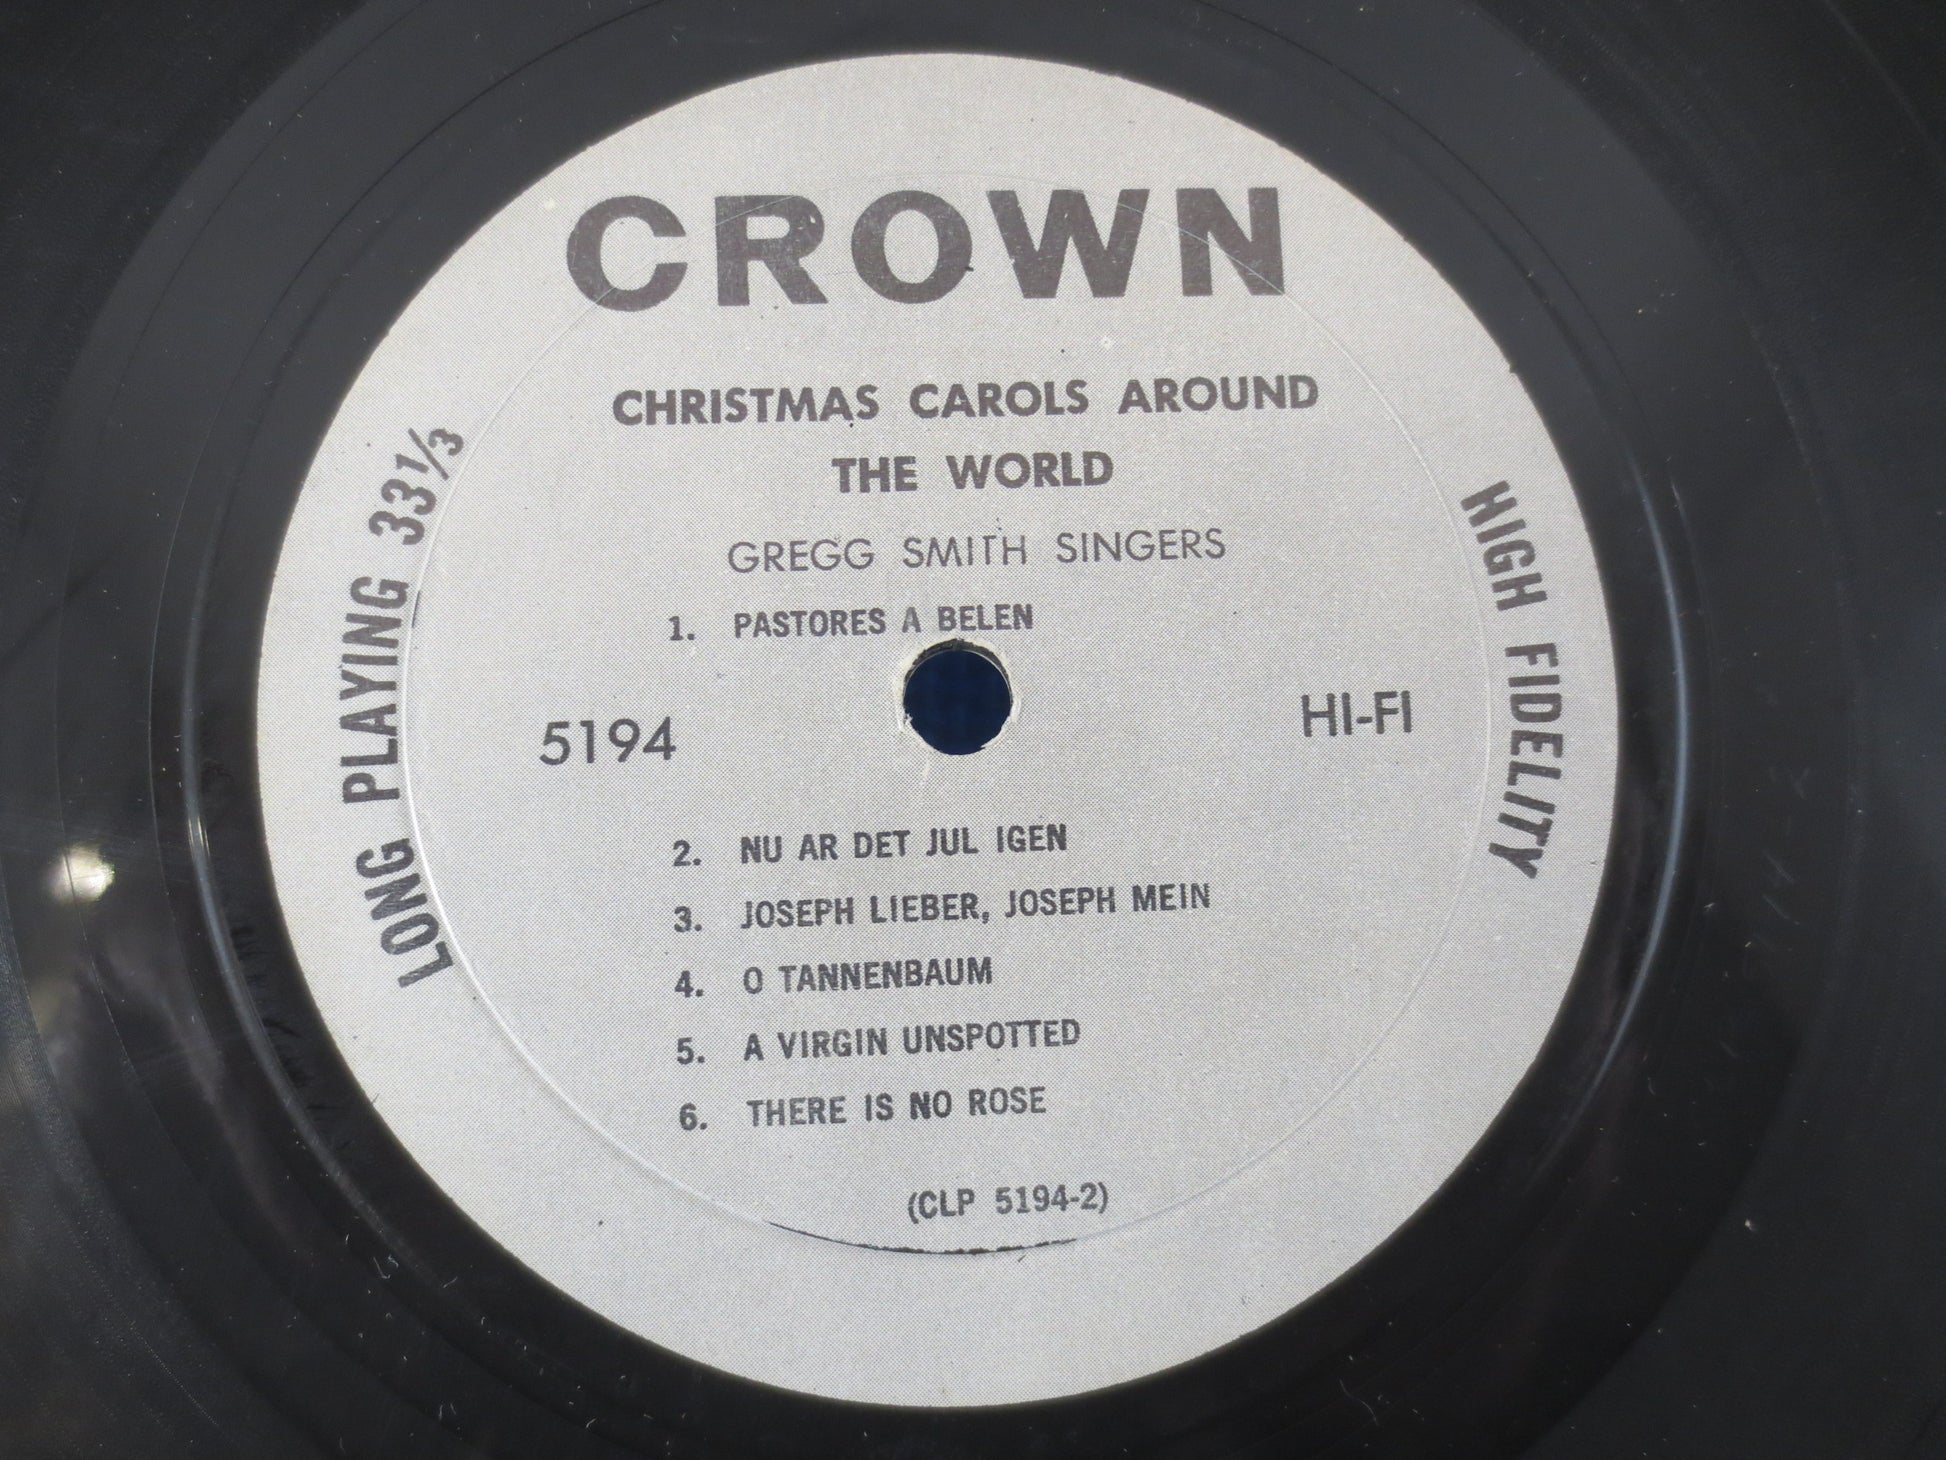 CROWN
CHRISTMAS CAROLS AROUND
THE WORLD
GREGG SMITH SINGERS
1. PASTORES A BELEN
5194
HI-FI
2. NU AR DET JUL IGEN
3. JOSEPH LIEBER, JOSEPH MEIN
4. O TANNENBAUM
5. A VIRGIN UNSPOTTED
6. THERE IS NO ROSE
(CLP 5194-2)
LONG PLAYING 33⅓
HIGH FIDELITY